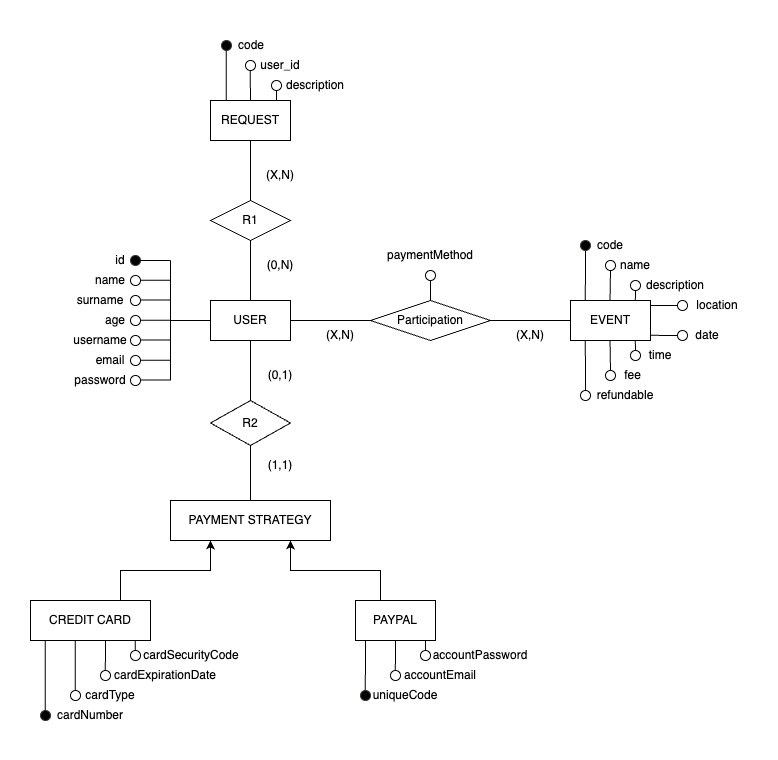 code
user_id
description
REQUEST
(X,N)
R1
(0,N)
id
name
surname
age
username
email
password
USER
(X,N)
paymentMethod
Participation
(X,N)
code
name
description
location
EVENT
date
time
fee
refundable
(0,1)
R2
(1,1)
PAYMENT STRATEGY
CREDIT CARD
cardSecurityCode
cardExpirationDate
cardType
cardNumber
PAYPAL
accountPassword
accountEmail
uniqueCode